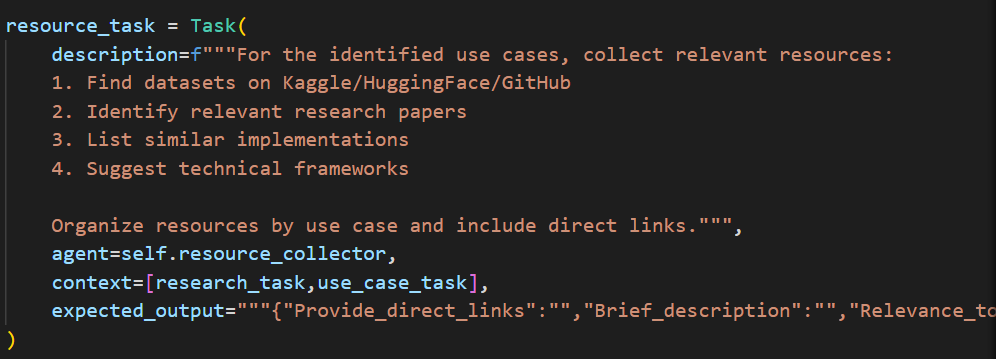 resource_task = Task(
description=f"""For the identified use cases, collect relevant resources:
1. Find datasets on Kaggle/HuggingFace/GitHub
2. Identify relevant research papers
3. List similar implementations
4. Suggest technical frameworks
Organize resources by use case and include direct links.""",
agent=self.resource_collector,
context=[research_task,use_case_task],
expected_output="""{"Provide_direct_links":"","Brief_description":"","Relevance_to
)